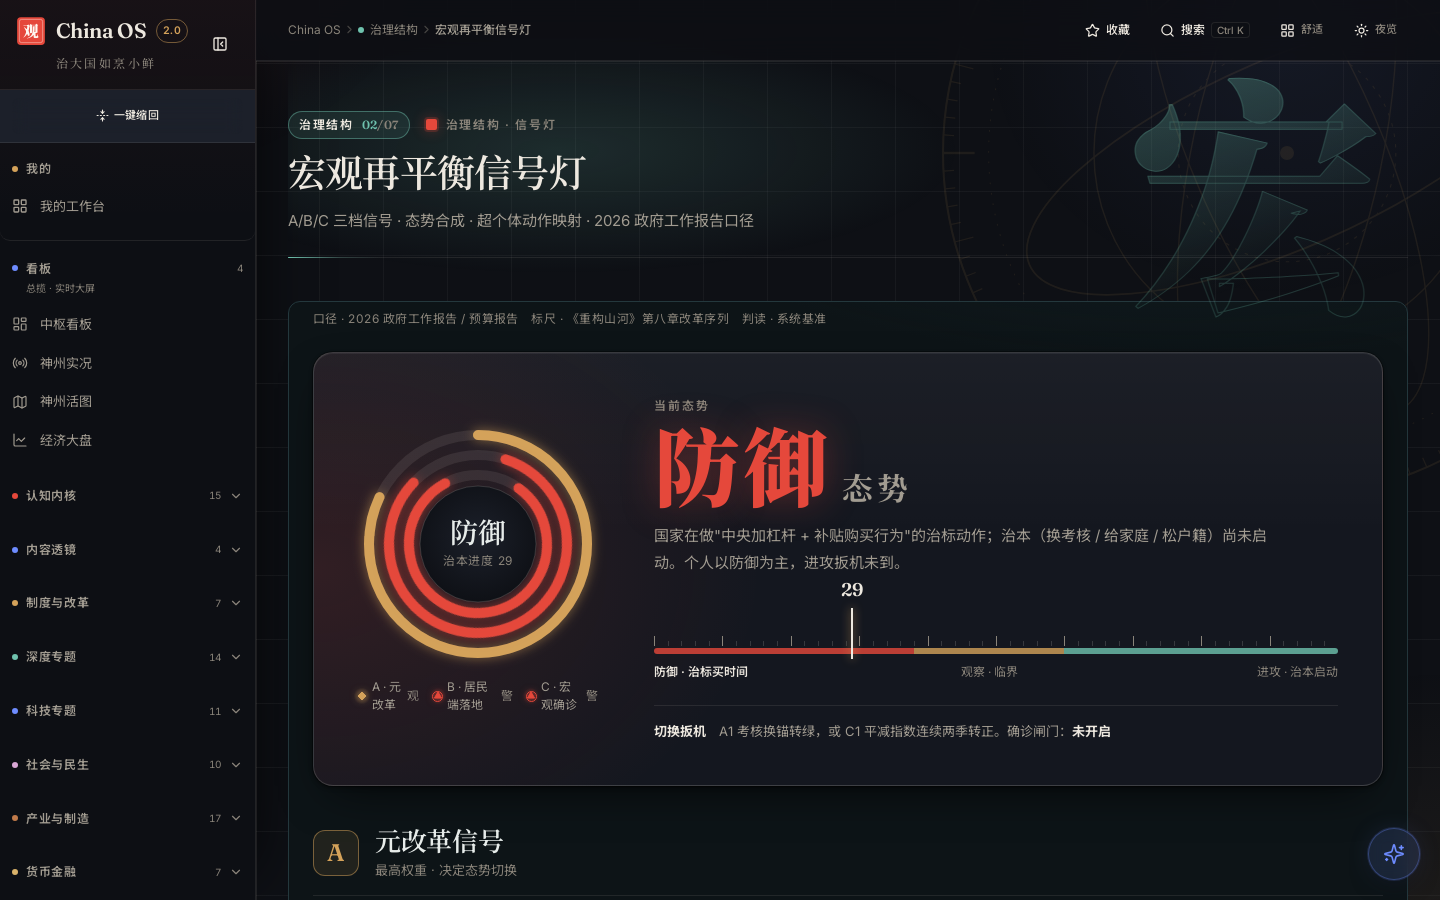 观 China OS 2.0
治大国如烹小鲜
一键缩回
我的
我的工作台
看板 4
总揽 · 实时大屏
中枢看板
神州实况
神州活图
经济大盘
认知内核 15
内容透镜 4
制度与改革 7
深度专题 14
科技专题 11
社会与民生 10
产业与制造 17
货币金融 7
China OS > 治理结构 > 宏观再平衡信号灯
收藏 搜索 Ctrl K 舒适 夜览
治理结构 02/07 治理结构 · 信号灯
宏观再平衡信号灯
A/B/C 三档信号 · 态势合成 · 超个体动作映射 · 2026 政府工作报告口径
宏
口径 · 2026 政府工作报告 / 预算报告 标尺 · 《重构山河》第八章改革序列 判读 · 系统基准
防御
治本进度 29
A · 元改革 观
B · 居民端落地 警
C · 宏观确诊 警
当前态势
防御 态势
国家在做"中央加杠杆 + 补贴购买行为"的治标动作；治本（换考核 / 给家庭 / 松户籍）尚未启
动。个人以防御为主，进攻扳机未到。
29
防御 · 治标买时间 观察 · 临界 进攻 · 治本启动
切换扳机 A1 考核换锚转绿，或 C1 平减指数连续两季转正。确诊闸门：未开启
A 元改革信号
最高权重 · 决定态势切换